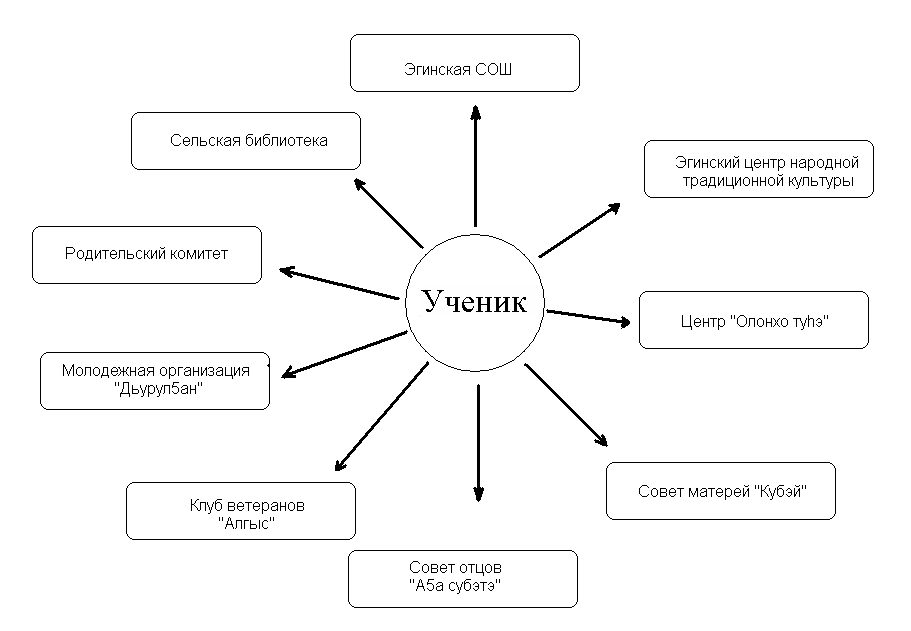 Эгинская СОШ
Сельская библиотека
Эгинский центр народной
традиционной культуры
Родительский комитет
Ученик
Центр "Олонхо туhэ"
Молодежная организация
"Дьурул5ан"
Совет матерей "Кубэй"
Клуб ветеранов
"Алгыс"
Совет отцов
"А5а субэтэ"